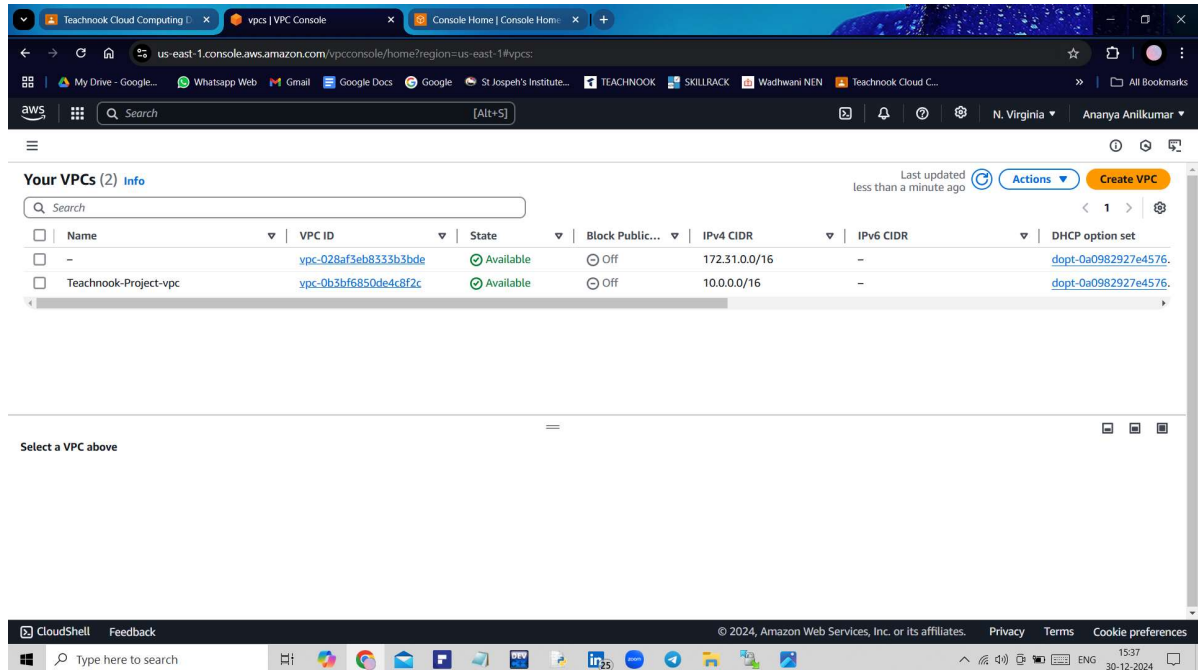 Teachnook Cloud Computing D
vpcs | VPC Console
Console Home | Console Home
us-east-1.console.aws.amazon.com/vpcconsole/home?region=us-east-1#vpcs:
My Drive - Google... Whatsapp Web Gmail Google Docs Google St Jospeh's Institute... TEACHNOOK SKILLRACK Wadhwani NEN Teachnook Cloud C... » All Bookmarks
aws Search [Alt+S] N. Virginia Ananya Anilkumar
Your VPCs (2) Info
Last updated
less than a minute ago
Actions
Create VPC
Search
1
Name VPC ID State Block Public... IPv4 CIDR IPv6 CIDR DHCP option set
– vpc-028af3eb8333b3bde Available Off 172.31.0.0/16 – dopt-0a0982927e4576.
Teachnook-Project-vpc vpc-0b3bf6850de4c8f2c Available Off 10.0.0.0/16 – dopt-0a0982927e4576.
Select a VPC above
CloudShell Feedback © 2024, Amazon Web Services, Inc. or its affiliates. Privacy Terms Cookie preferences
Type here to search
25
zoom
ENG
15:37
30-12-2024